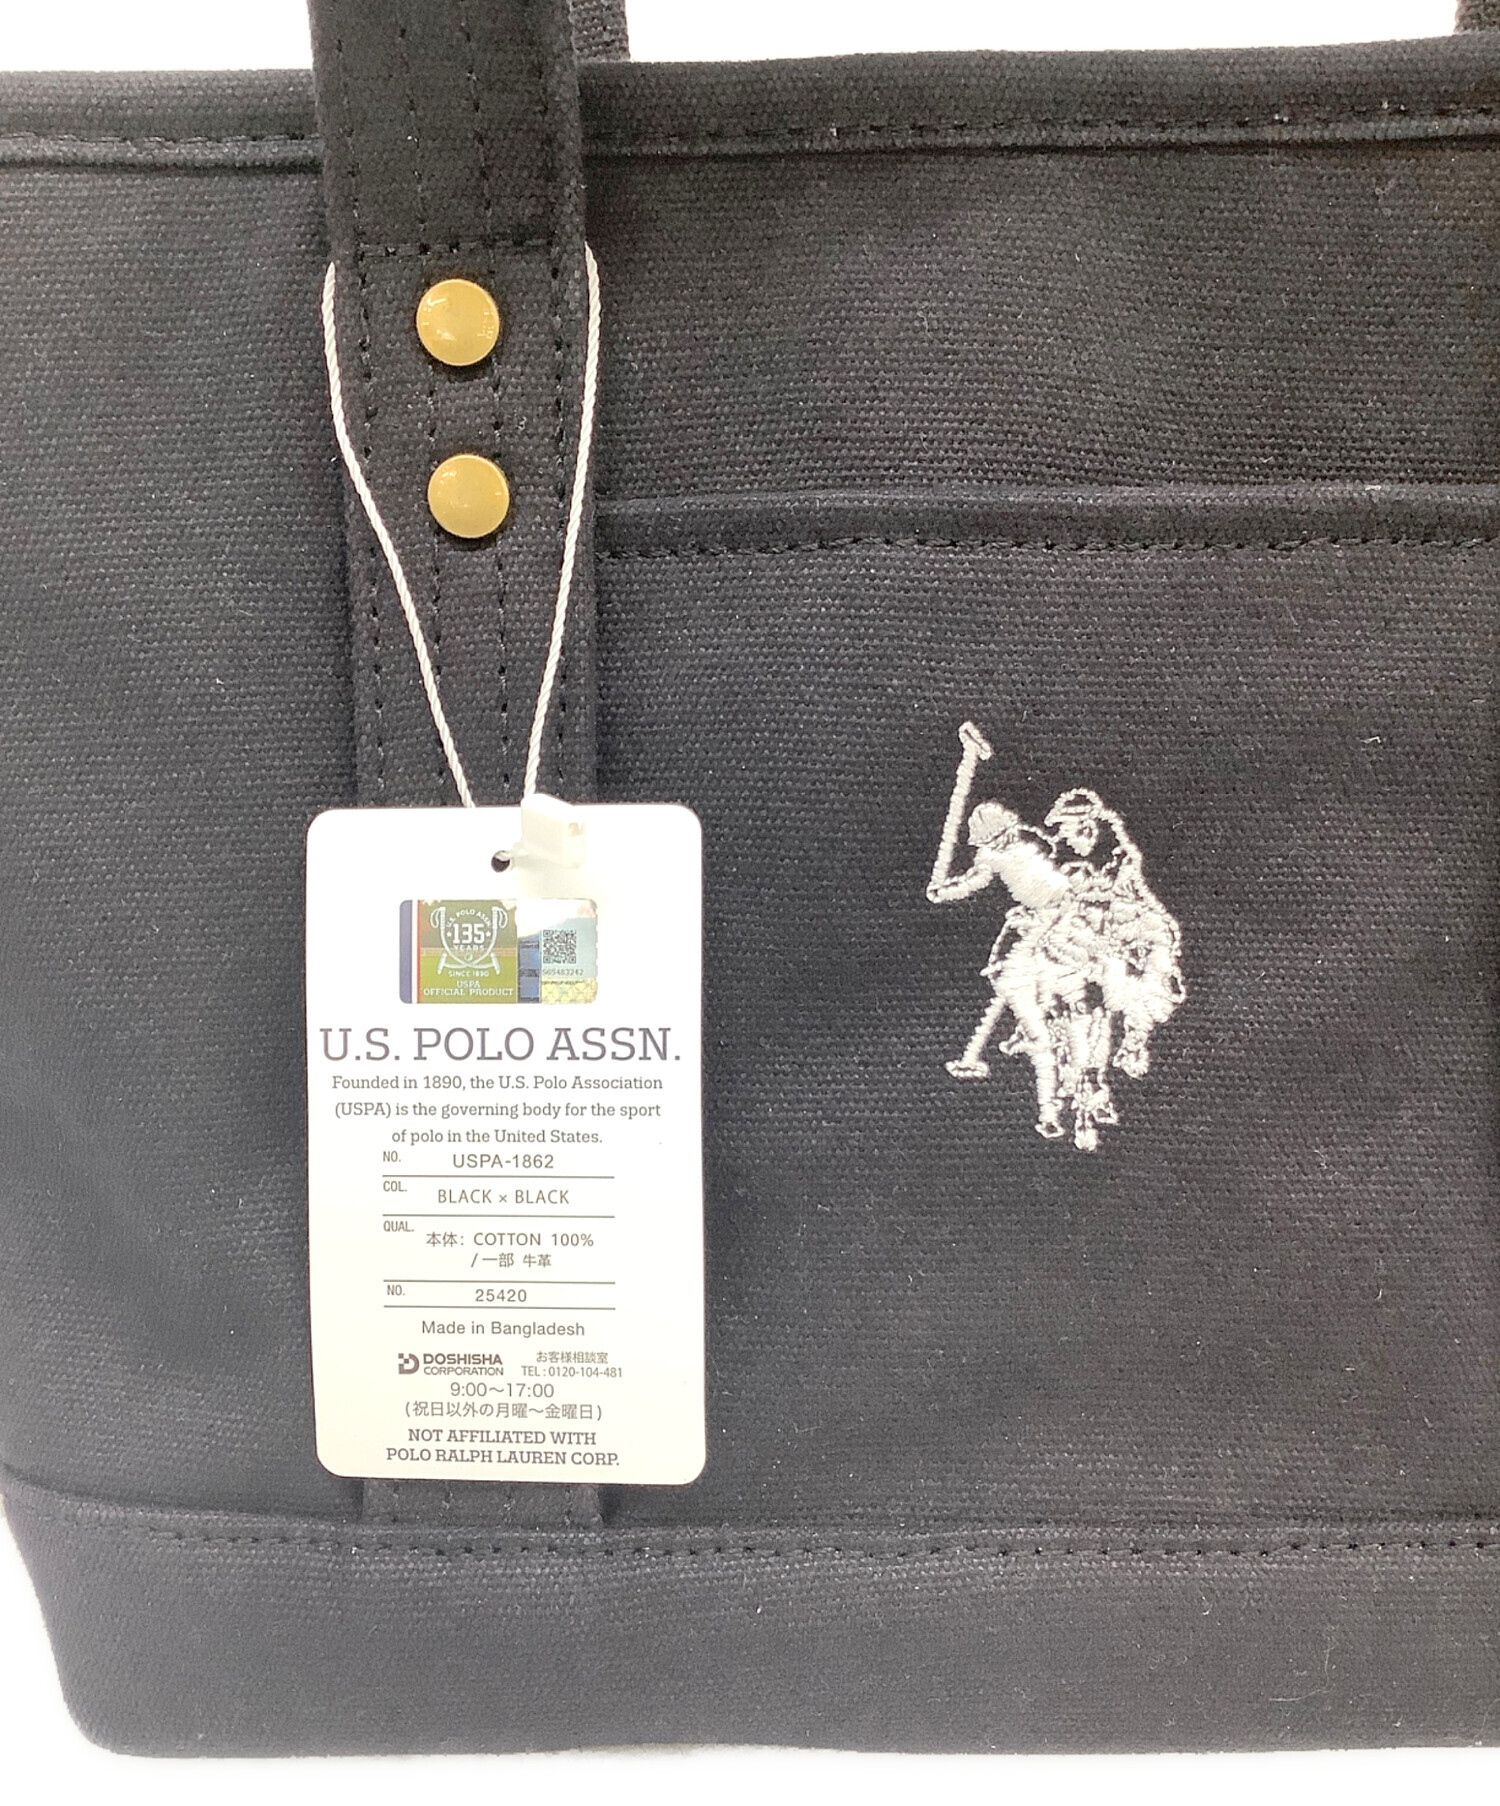 U.S. POLO ASSN.
135
YEARS
SINCE 1890
USPA
OFFICIAL PRODUCT
U.S. POLO ASSN.
Founded in 1890, the U.S. Polo Association
(USPA) is the governing body for the sport
of polo in the United States.
NO. USPA-1862
COL. BLACK × BLACK
QUAL. 本体: COTTON 100%
/一部 牛革
NO. 25420
Made in Bangladesh
DOSHISHA
CORPORATION
お客様相談室
TEL:0120-104-481
9:00〜17:00
(祝日以外の月曜〜金曜日)
NOT AFFILIATED WITH
POLO RALPH LAUREN CORP.